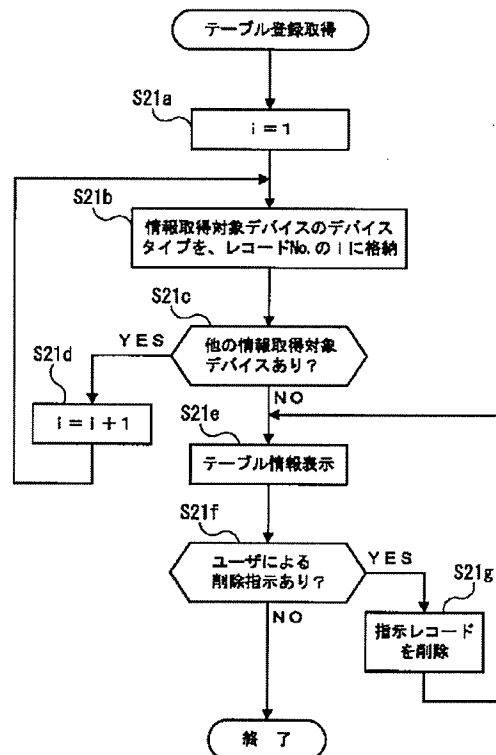 テーブル登録取得
S21a
i=1
S21b
情報取得対象デバイスのデバイス
タイプを、レコードNo.のiに格納
S21c
他の情報取得対象
デバイスあり?
YES
S21d
i=i+1
NO
S21e
テーブル情報表示
S21f
ユーザによる
削除指示あり?
YES
S21g
指示レコード
を削除
NO
終了